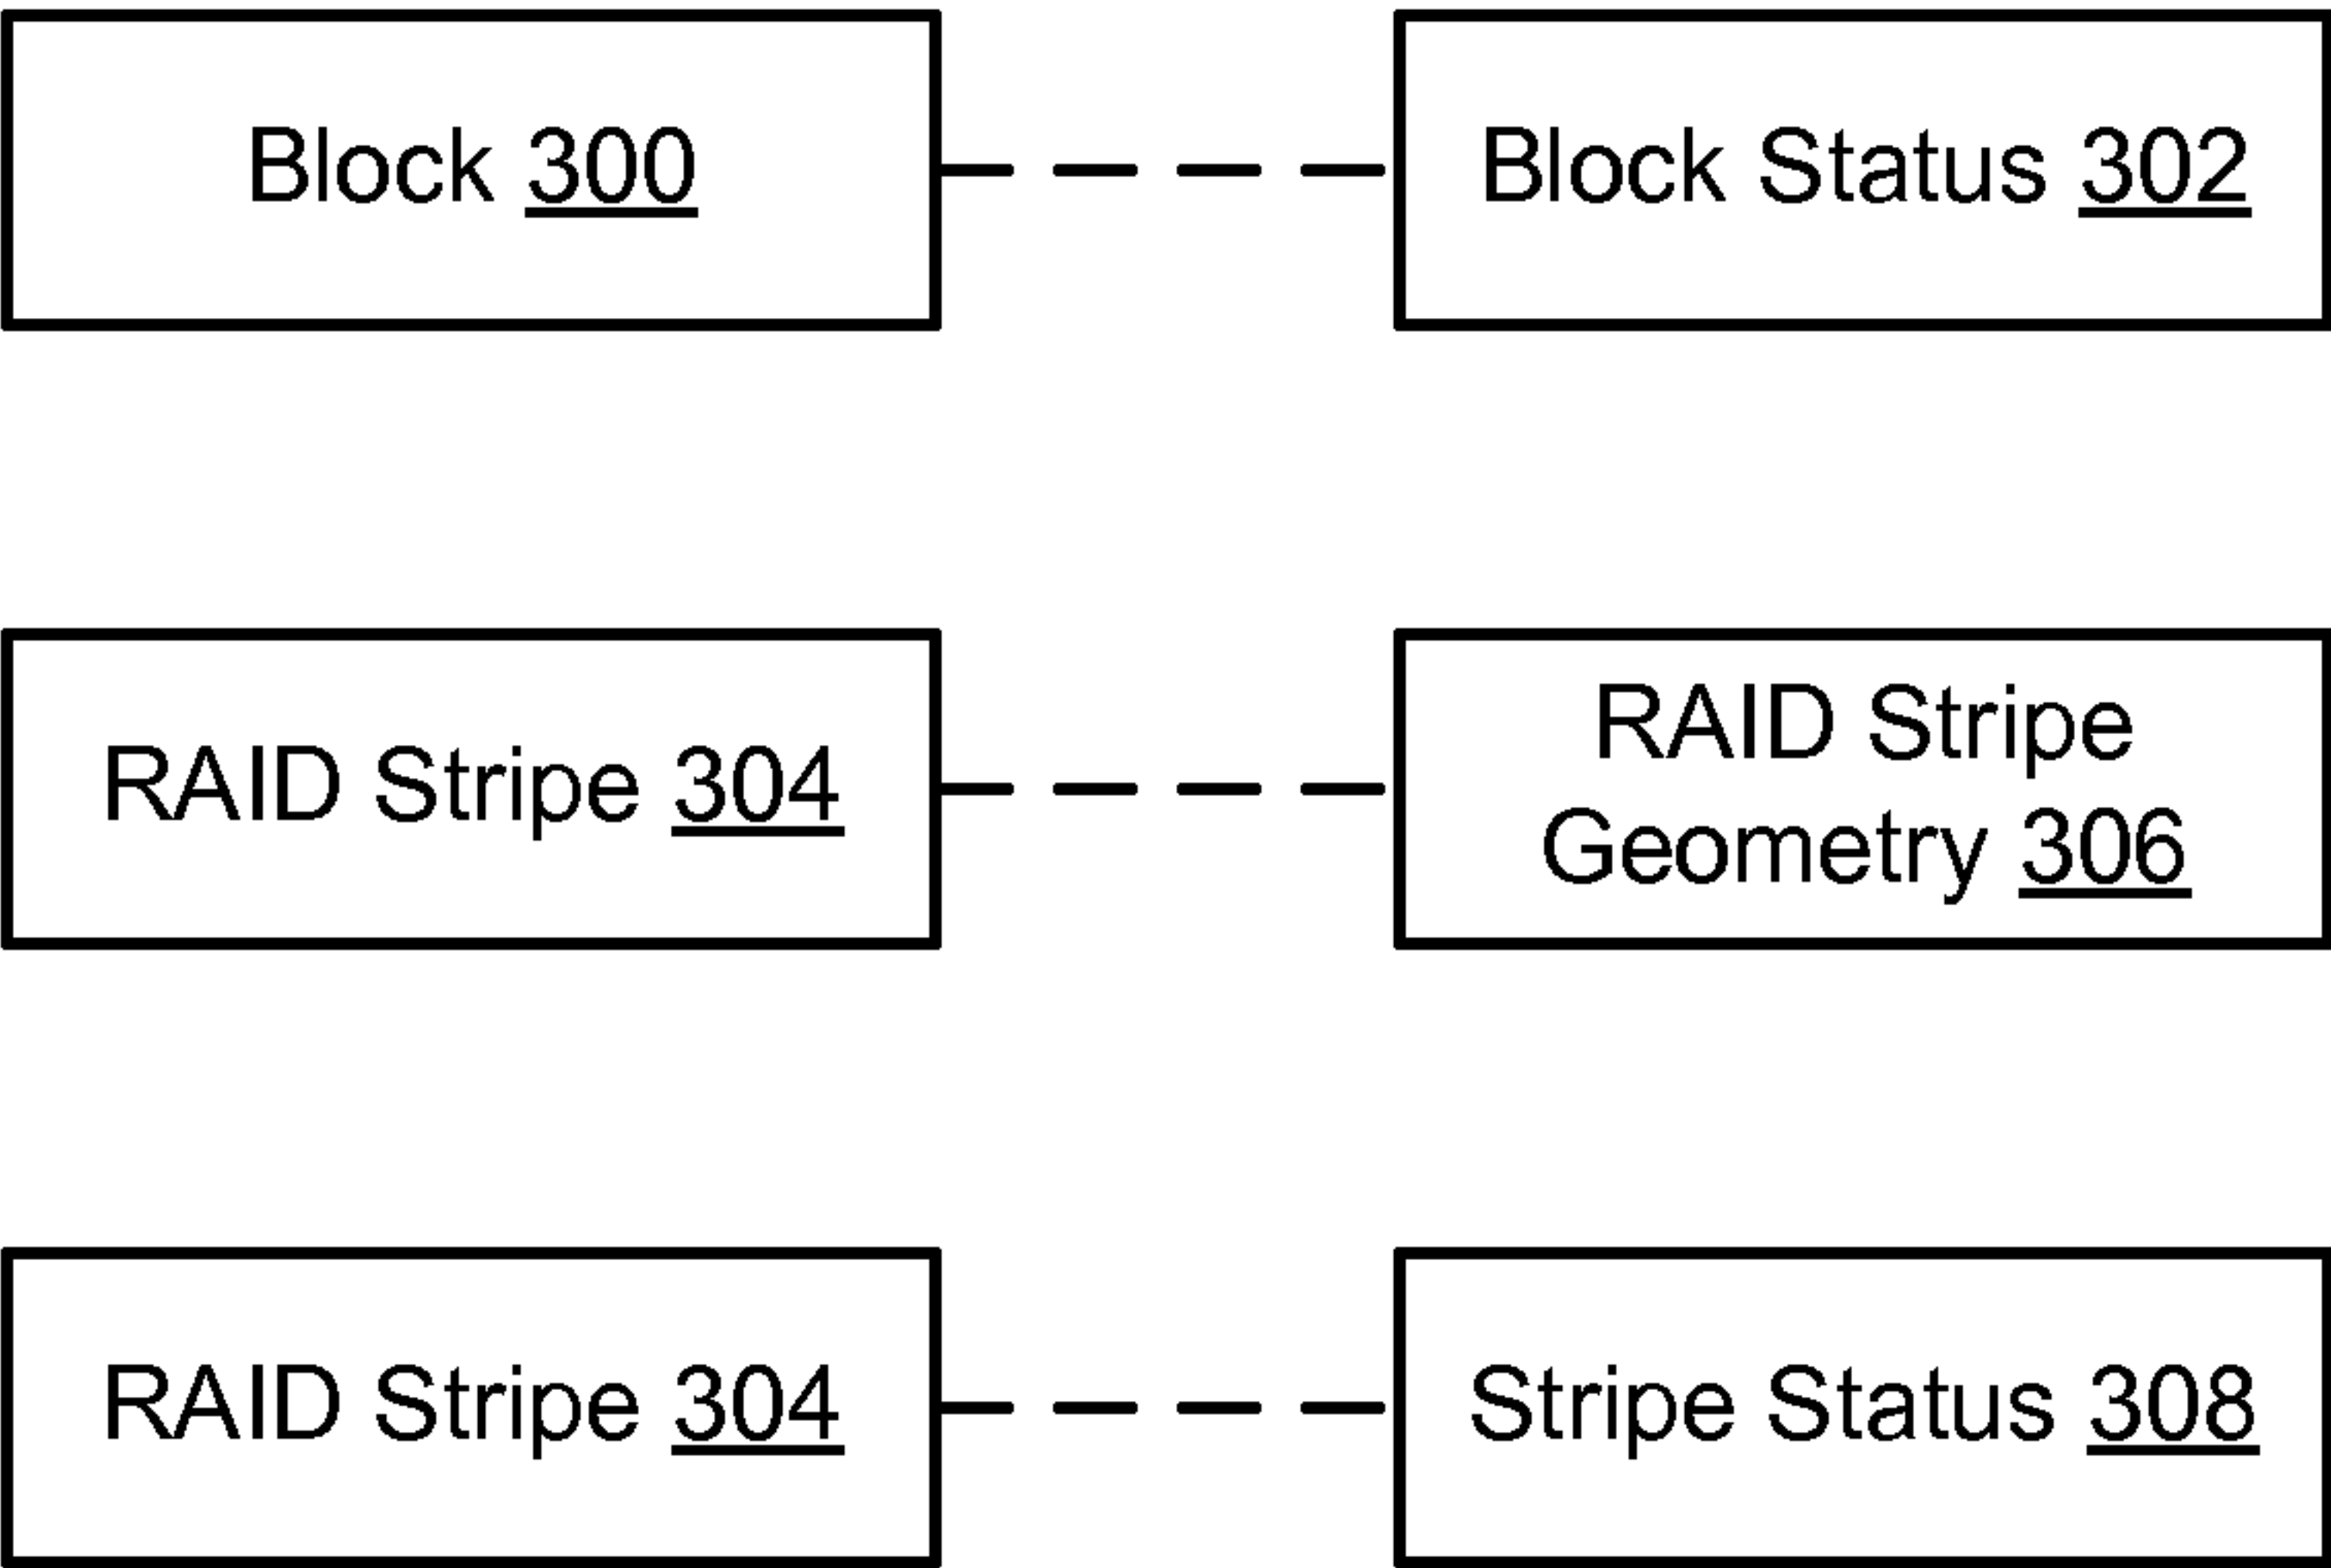 Block 300
Block Status 302
RAID Stripe 304
RAID Stripe
Geometry 306
RAID Stripe 304
Stripe Status 308